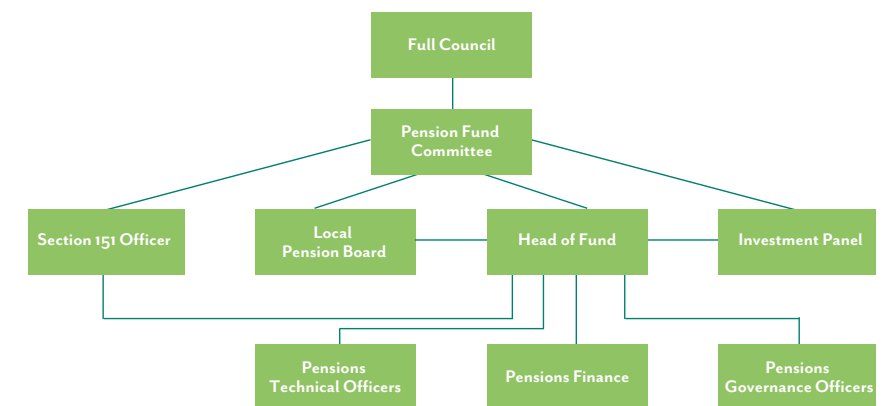 Full Council
Pension Fund
Committee
Section 151 Officer
Local
Pension Board
Head of Fund
Investment Panel
Pensions
Technical Officers
Pensions Finance
Pensions
Governance Officers